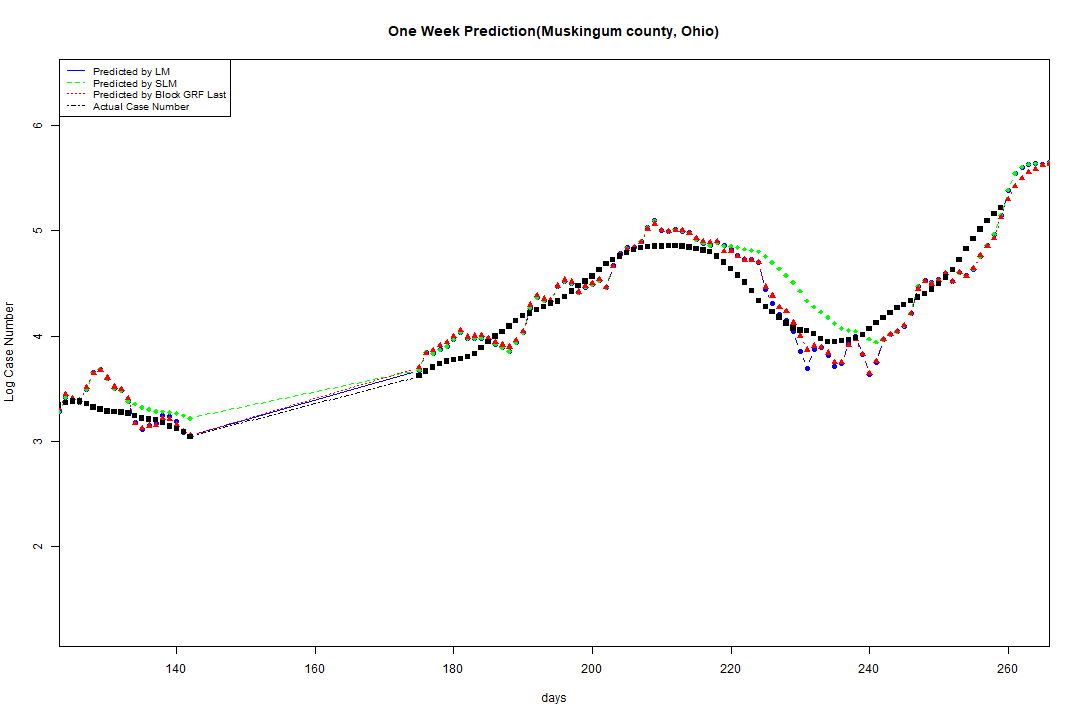 One Week Prediction(Muskingum county, Ohio)
Predicted by LM
Predicted by SLM
Predicted by Block GRF Last
Actual Case Number
6
5
4
3
2
Log Case Number
140 160 180 200 220 240 260
days